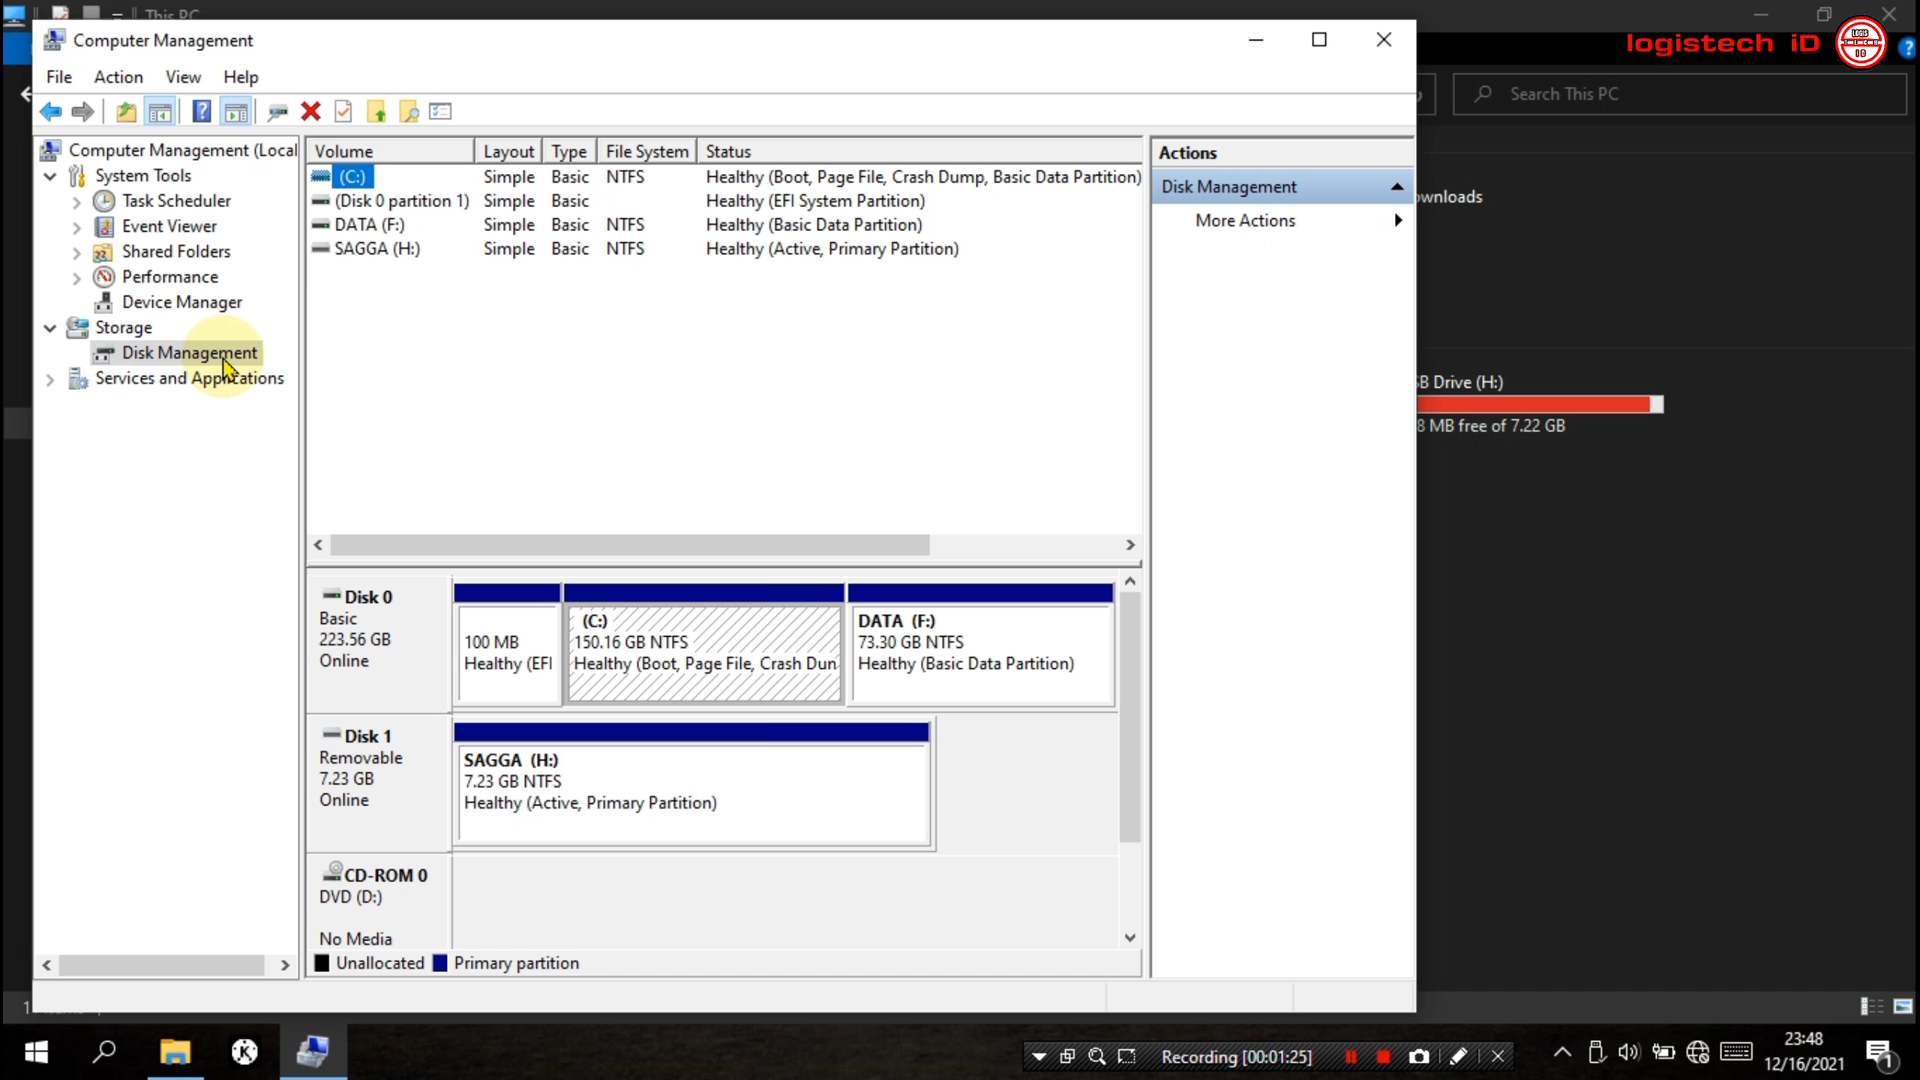 This PC
Computer Management
logistech iD
LOGIS
TECH
ID
File Action View Help
Search This PC
Computer Management (Local
System Tools
Task Scheduler
Event Viewer
Shared Folders
Performance
Device Manager
Storage
Disk Management
Services and Applications
Volume Layout Type File System Status
(C:) Simple Basic NTFS Healthy (Boot, Page File, Crash Dump, Basic Data Partition)
(Disk 0 partition 1) Simple Basic Healthy (EFI System Partition)
DATA (F:) Simple Basic NTFS Healthy (Basic Data Partition)
SAGGA (H:) Simple Basic NTFS Healthy (Active, Primary Partition)
Actions
Disk Management
More Actions
wnloads
SB Drive (H:)
8 MB free of 7.22 GB
Disk 0
Basic
223.56 GB
Online
100 MB
Healthy (EFI
(C:)
150.16 GB NTFS
Healthy (Boot, Page File, Crash Dun
DATA (F:)
73.30 GB NTFS
Healthy (Basic Data Partition)
Disk 1
Removable
7.23 GB
Online
SAGGA (H:)
7.23 GB NTFS
Healthy (Active, Primary Partition)
CD-ROM 0
DVD (D:)
No Media
Unallocated Primary partition
Recording [00:01:25]
23:48
12/16/2021
1